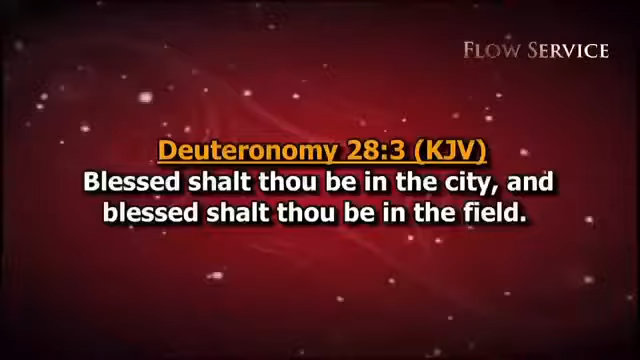 FLOW SERVICE
Deuteronomy 28:3 (KJV)
Blessed shalt thou be in the city, and
blessed shalt thou be in the field.